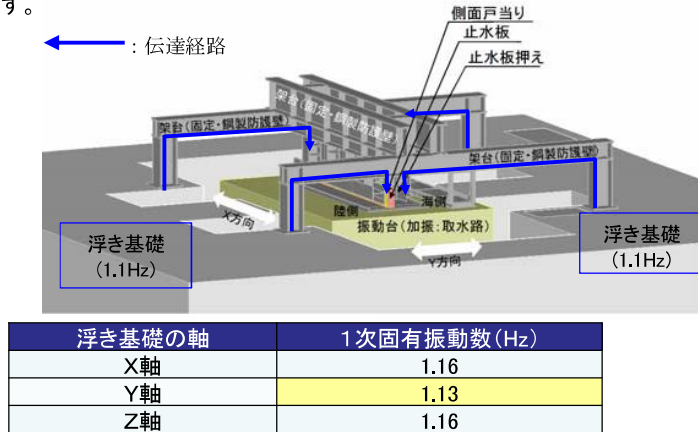 す。
側面戸当り
止水板
：伝達経路
止水板押え
架台(固定・鋼製防護壁)
架台(固定・鋼製防護壁)
架台(固定・鋼製防護壁)
X方向
陸側
海側
振動台(加振：取水路)
Y方向
浮き基礎
(1.1Hz)
浮き基礎
(1.1Hz)
浮き基礎の軸 1次固有振動数(Hz)
X軸 1.16
Y軸 1.13
Z軸 1.16